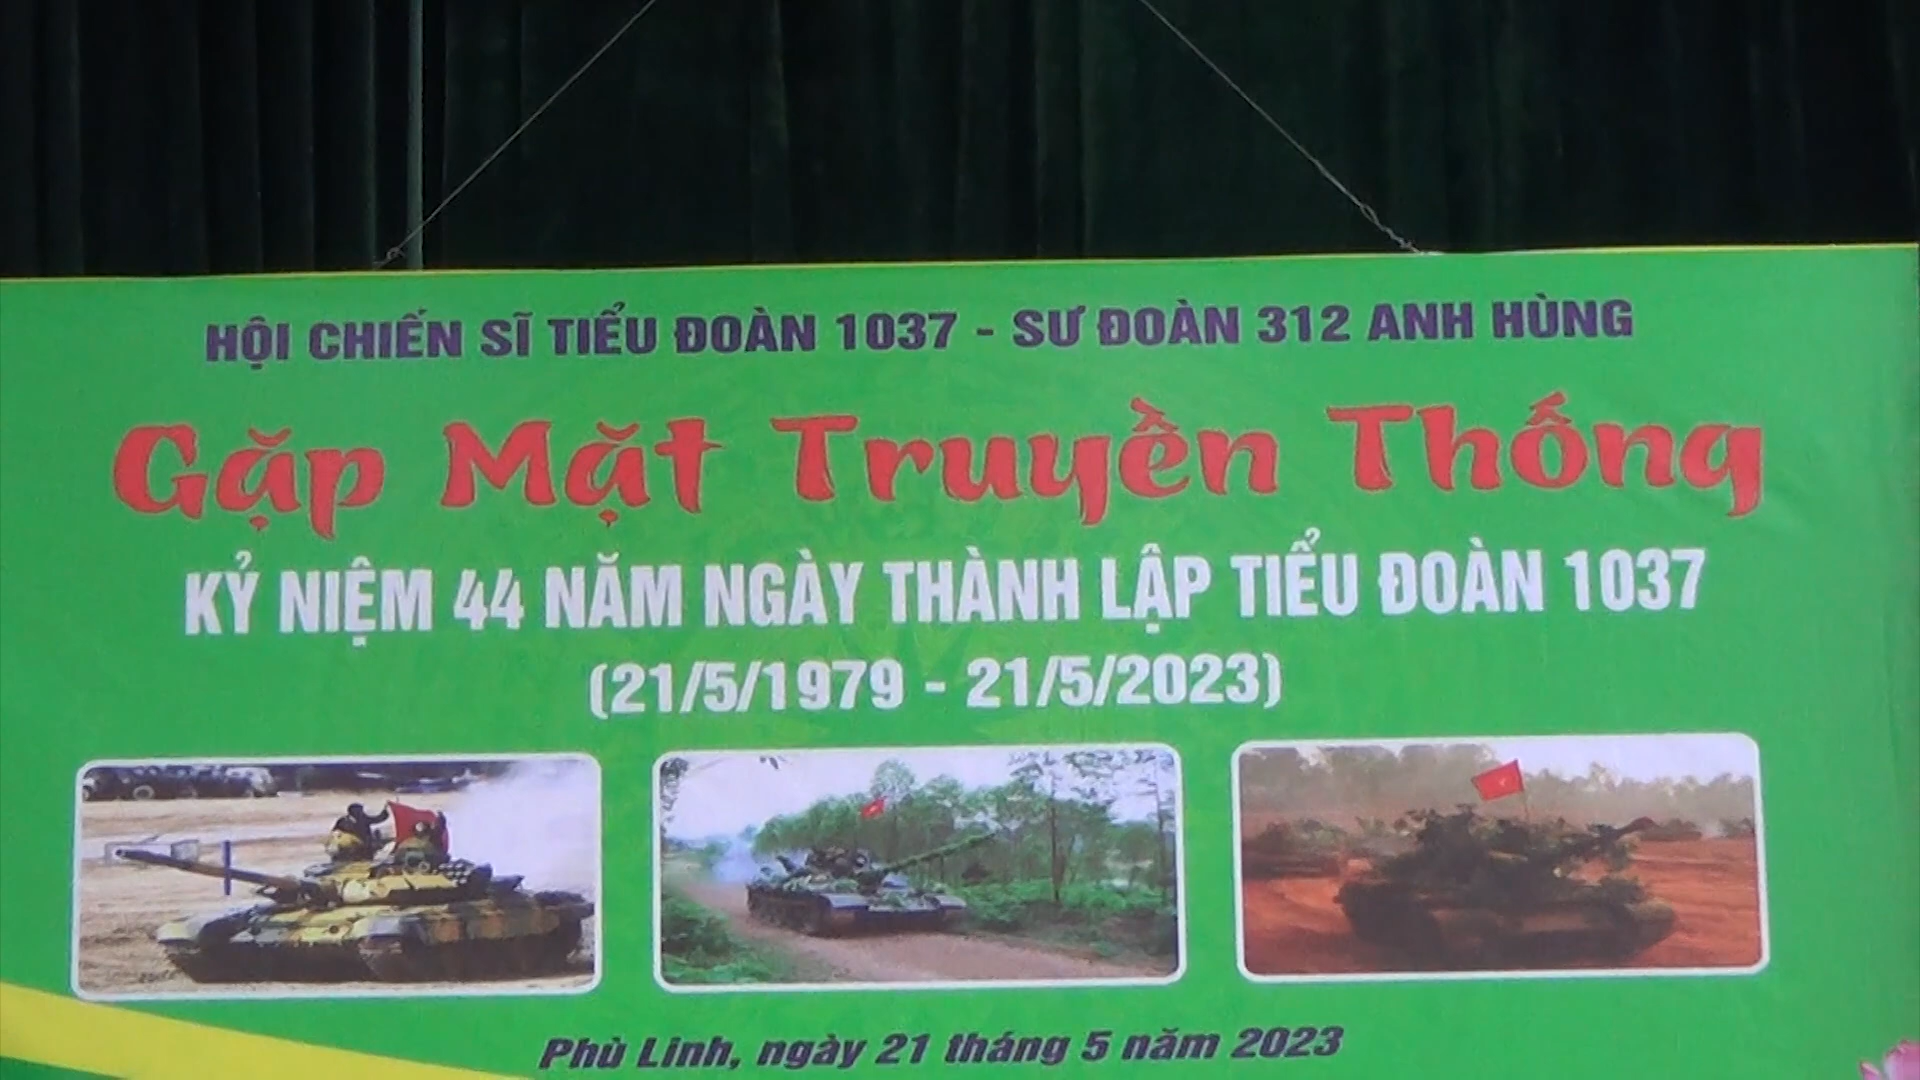 HỘI CHIẾN SĨ TIỂU ĐOÀN 1037 - SƯ ĐOÀN 312 ANH HÙNG
Gặp Mặt Truyền Thống
KỶ NIỆM 44 NĂM NGÀY THÀNH LẬP TIỂU ĐOÀN 1037
(21/5/1979 - 21/5/2023)
Phù Linh, ngày 21 tháng 5 năm 2023